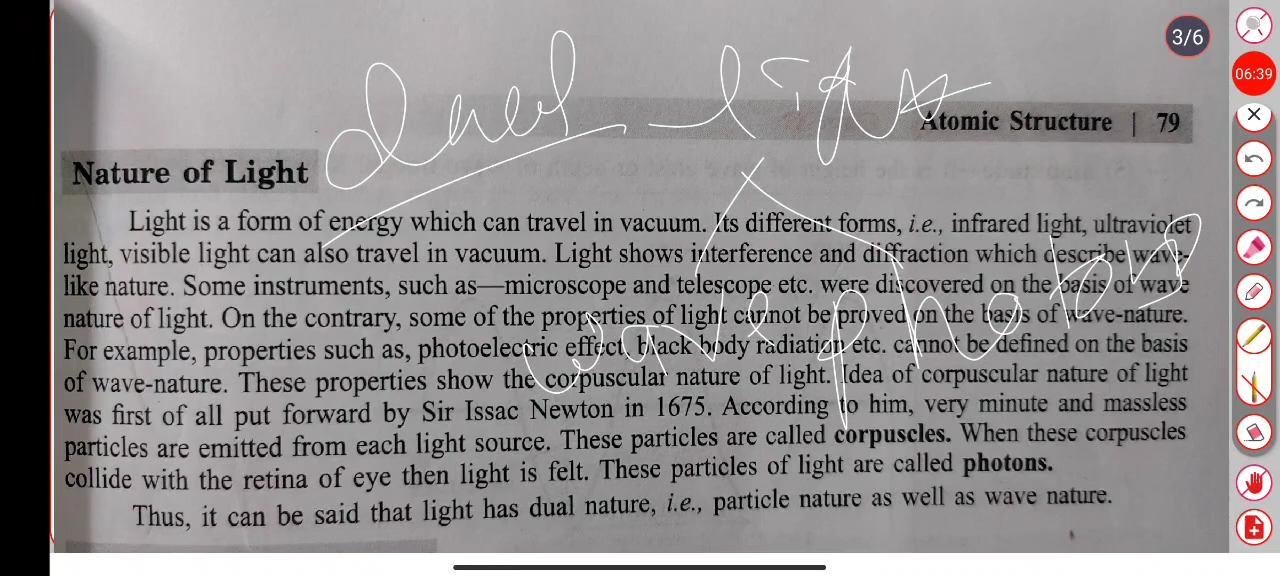 3/6
06:39
dual light
Atomic Structure | 79
Nature of Light
Light is a form of energy which can travel in vacuum. Its different forms, i.e., infrared light, ultraviolet
light, visible light can also travel in vacuum. Light shows interference and diffraction which describe wave-
like nature. Some instruments, such as—microscope and telescope etc. were discovered on the basis of wave
nature of light. On the contrary, some of the properties of light cannot be proved on the basis of wave-nature.
For example, properties such as, photoelectric effect, black body radiation etc. cannot be defined on the basis
of wave-nature. These properties show the corpuscular nature of light. Idea of corpuscular nature of light
was first of all put forward by Sir Issac Newton in 1675. According to him, very minute and massless
particles are emitted from each light source. These particles are called corpuscles. When these corpuscles
collide with the retina of eye then light is felt. These particles of light are called photons.
Thus, it can be said that light has dual nature, i.e., particle nature as well as wave nature.
wave